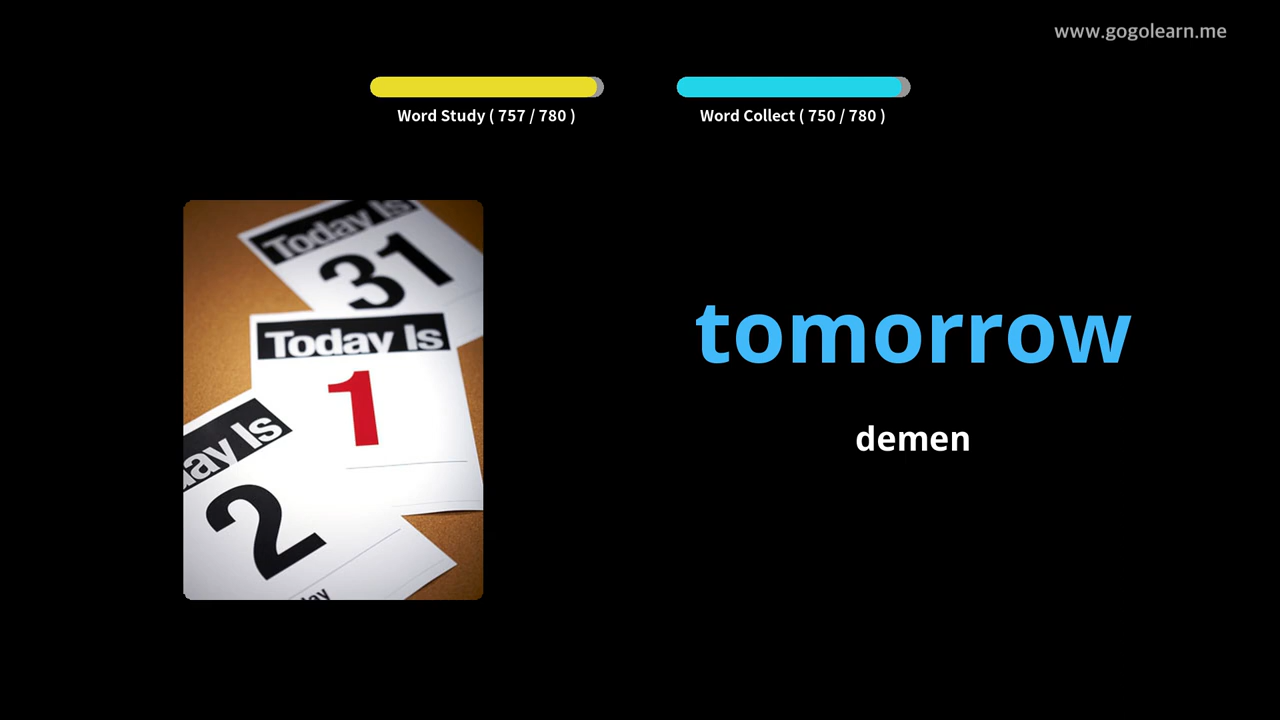 www.gogolearn.me
Word Study ( 757 / 780 )
Word Collect ( 750 / 780 )
Today Is
31
Today Is
1
day Is
2
tomorrow
demen